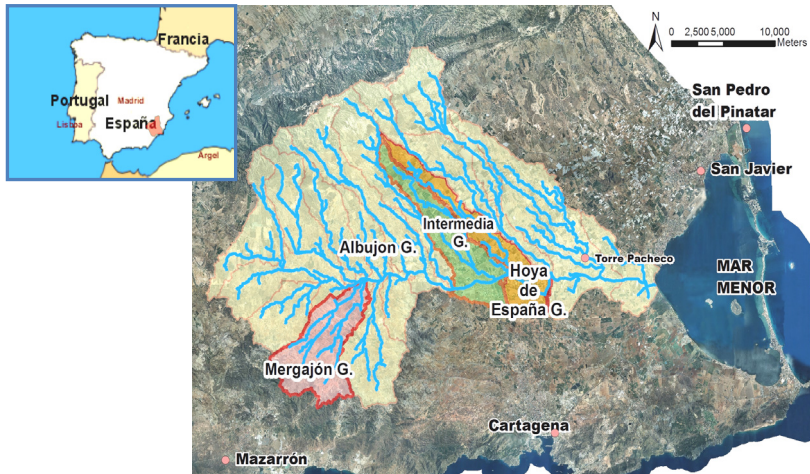 Francia
Portugal
Madrid
Lisboa
España
Argel
N
0 2,500 5,000 10,000
Meters
San Pedro
del Pinatar
San Javier
Intermedia
G.
Albujon G.
Torre Pacheco
Hoya
de
España G.
MAR
MENOR
Mergajón G.
Cartagena
Mazarrón